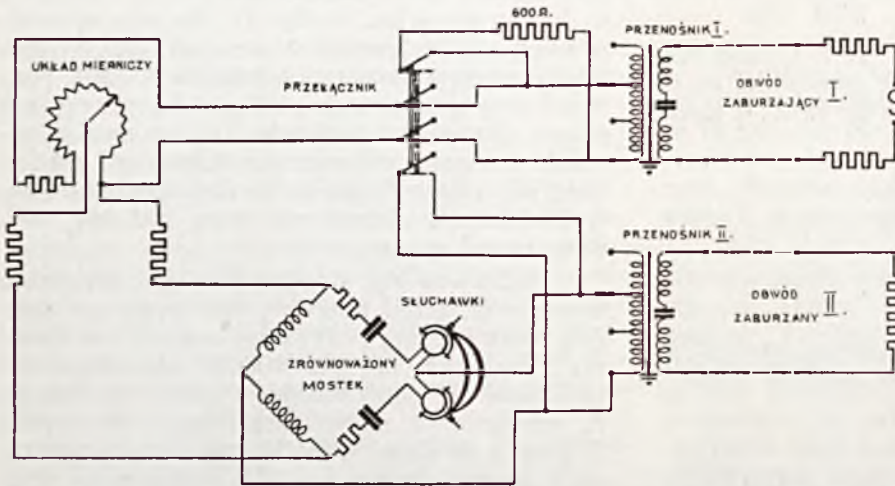 600 Ω.
PRZENOŚNIK I.
UKŁAD MIERNICZY
PRZEŁĄCZNIK
OBWÓD I.
ZABURZAJĄCY
PRZENOŚNIK II.
SŁUCHAWKI
OBWÓD II.
ZABURZANY
ZRÓWNOWAŻONY
MOSTEK